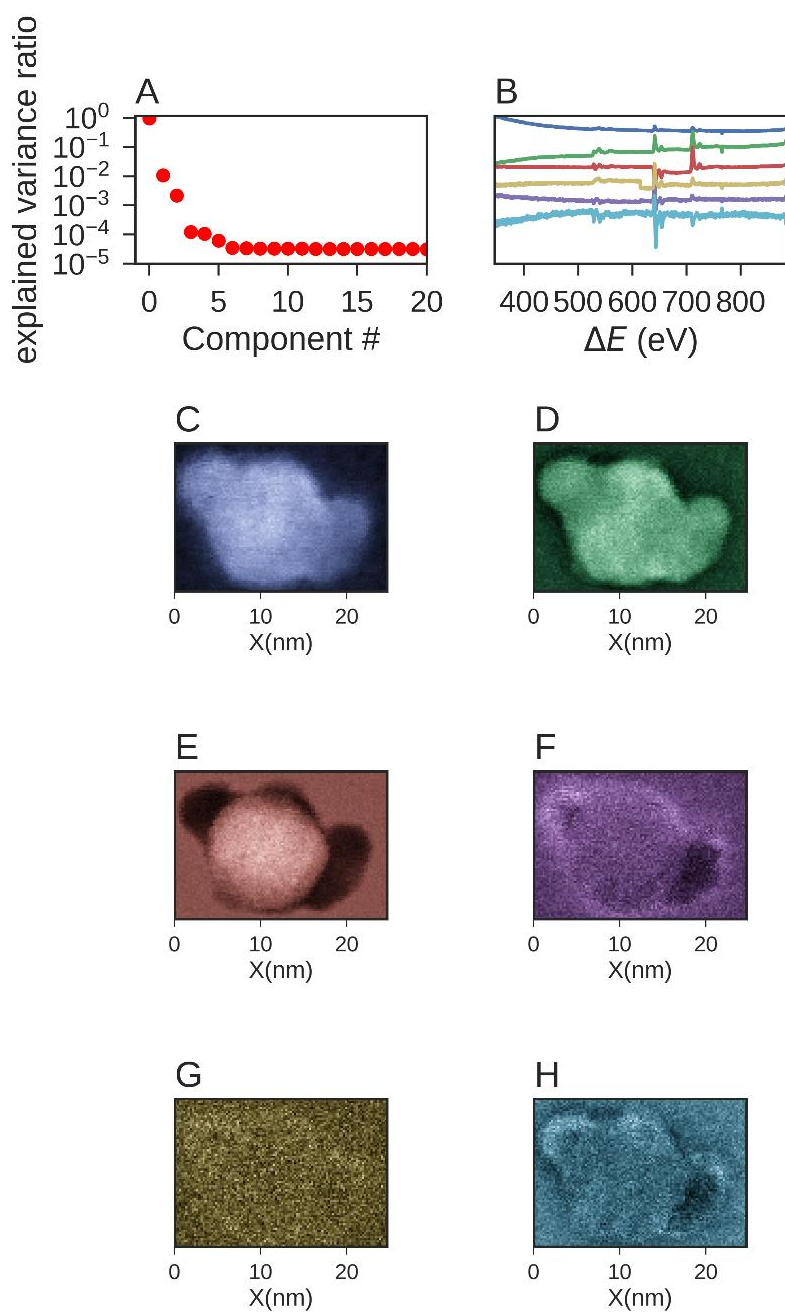 A
explained variance ratio
10⁰
10⁻¹
10⁻²
10⁻³
10⁻⁴
10⁻⁵
0 5 10 15 20
Component #
B
400 500 600 700 800
ΔE (eV)
C
0 10 20
X(nm)
D
0 10 20
X(nm)
E
0 10 20
X(nm)
F
0 10 20
X(nm)
G
0 10 20
X(nm)
H
0 10 20
X(nm)